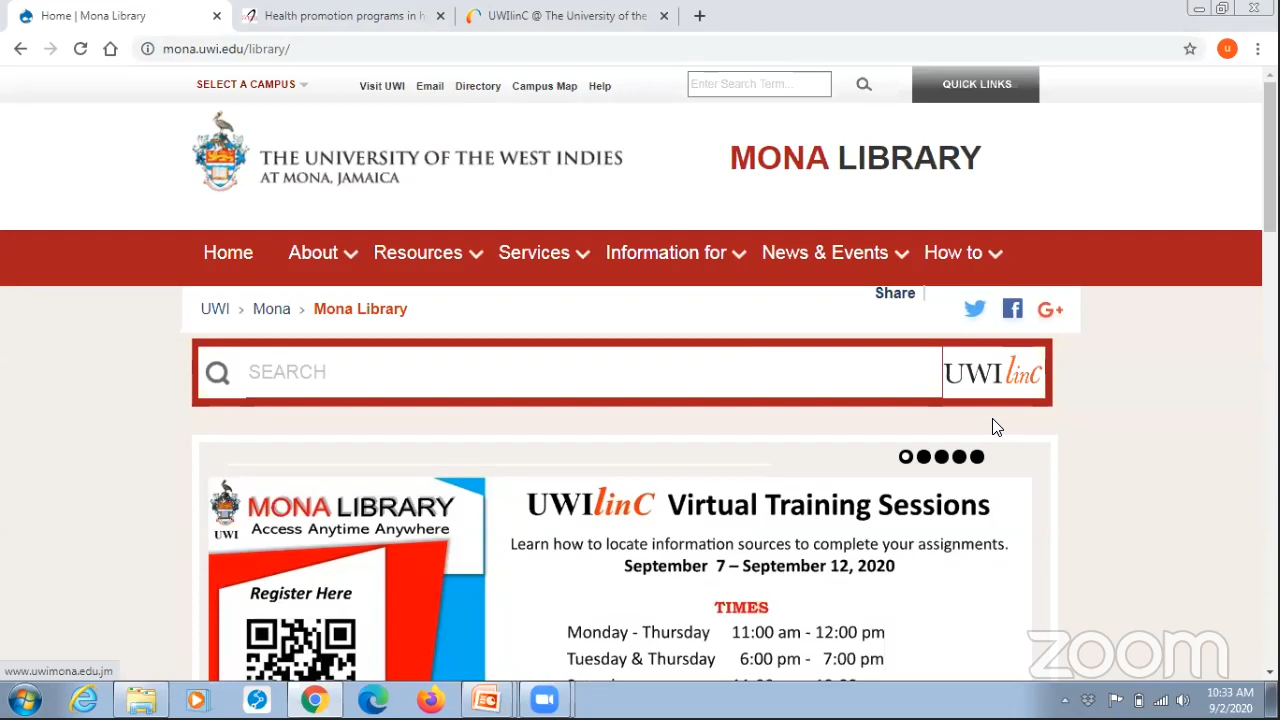 Home | Mona Library
Health promotion programs in h
UWIlinC @ The University of the
mona.uwi.edu/library/
u
SELECT A CAMPUS
Visit UWI Email Directory Campus Map Help
Enter Search Term...
QUICK LINKS
THE UNIVERSITY OF THE WEST INDIES
AT MONA, JAMAICA
MONA LIBRARY
Home About Resources Services Information for News & Events How to
Share
UWI > Mona > Mona Library
G+
SEARCH
UWIlinC
MONA LIBRARY
Access Anytime Anywhere
UWI
Register Here
UWIlinC Virtual Training Sessions
Learn how to locate information sources to complete your assignments.
September 7 – September 12, 2020
TIMES
Monday - Thursday 11:00 am - 12:00 pm
Tuesday & Thursday 6:00 pm - 7:00 pm
zoom
www.uwimona.edu.jm
10:33 AM
9/2/2020